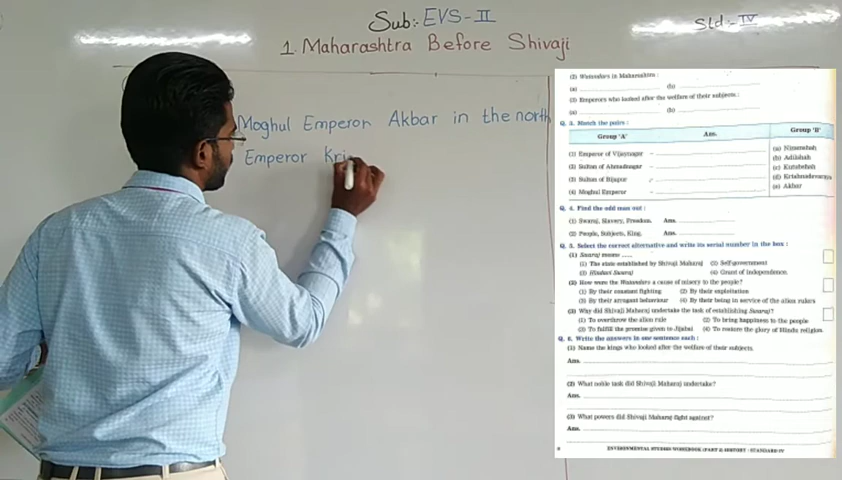 Sub:- EVS-II
Std:- IV
1. Maharashtra Before Shivaji
Moghul Emperor Akbar in the north
Emperor Kri
(2) Watandars in Maharashtra :
(a) (b)
(3) Emperors who looked after the welfare of their subjects :
(a) (b)
Q. 3. Match the pairs :
Group 'A' Ans. Group 'B'
(1) Emperor of Vijaynagar - (a) Nizamshah
(2) Sultan of Ahmadnagar - (b) Adilshah
(3) Sultan of Bijapur - (c) Kutubshah
(4) Moghul Emperor - (d) Krishnadevaraya
(e) Akbar
Q. 4. Find the odd man out :
(1) Swaraj, Slavery, Freedom. Ans.
(2) People, Subjects, King. Ans.
Q. 5. Select the correct alternative and write its serial number in the box :
(1) Swaraj means .....
(1) The state established by Shivaji Maharaj (2) Self-government
(3) Hindavi Swaraj (4) Grant of independence.
(2) How were the Watandars a cause of misery to the people?
(1) By their constant fighting (2) By their exploitation
(3) By their arrogant behaviour (4) By their being in service of the alien rulers
(3) Why did Shivaji Maharaj undertake the task of establishing Swaraj?
(1) To overthrow the alien rule (2) To bring happiness to the people
(3) To fulfill the promise given to Jijabai (4) To restore the glory of Hindu religion.
Q. 6. Write the answers in one sentence each :
(1) Name the kings who looked after the welfare of their subjects.
Ans.
(2) What noble task did Shivaji Maharaj undertake?
Ans.
(3) What powers did Shivaji Maharaj fight against?
Ans.
ENVIRONMENTAL STUDIES WORKBOOK (PART 2) HISTORY : STANDARD IV